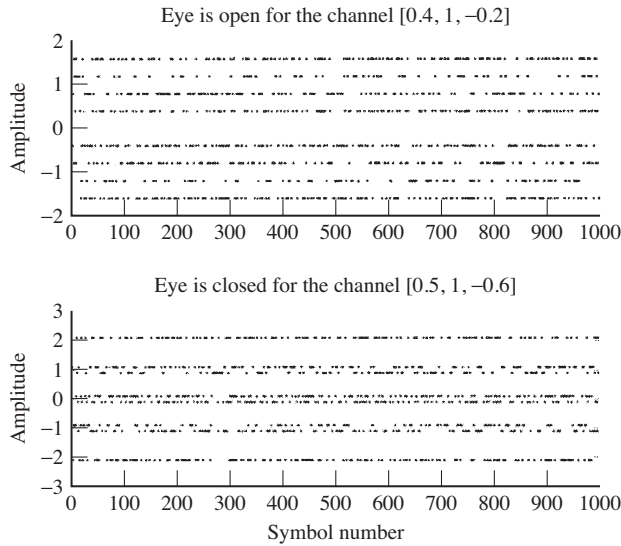 Eye is open for the channel [0.4, 1, −0.2]
2
1
0
−1
−2
Amplitude
0 100 200 300 400 500 600 700 800 900 1000
Eye is closed for the channel [0.5, 1, −0.6]
3
2
1
0
−1
−2
−3
Amplitude
0 100 200 300 400 500 600 700 800 900 1000
Symbol number